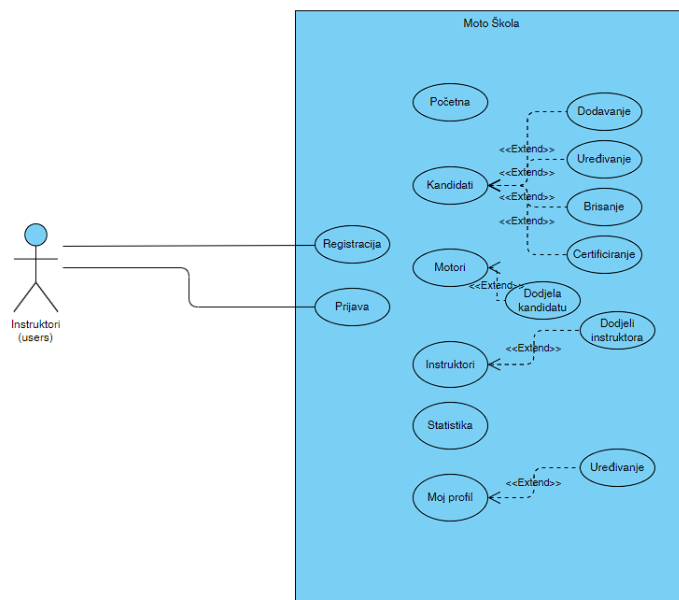 Moto Škola
Početna
Dodavanje
<<Extend>>
Uređivanje
<<Extend>>
Kandidati
<<Extend>>
Brisanje
<<Extend>>
Registracija
Certificiranje
Motori
<<Extend>>
Dodjela
kandidatu
Prijava
Instruktori
(users)
Dodjeli
instruktora
<<Extend>>
Instruktori
Statistika
Uređivanje
<<Extend>>
Moj profil